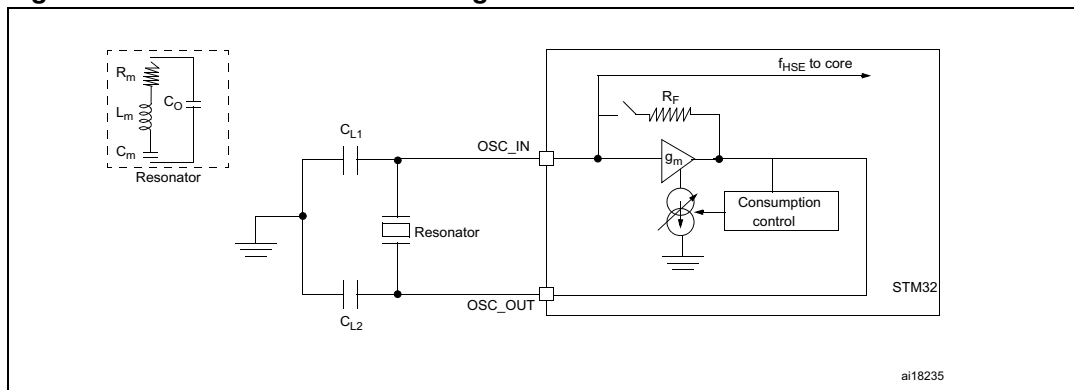 R_m
L_m
C_m
C_O
Resonator
C_L1
C_L2
Resonator
OSC_IN
OSC_OUT
f_HSE to core
R_F
g_m
Consumption
control
STM32
ai18235